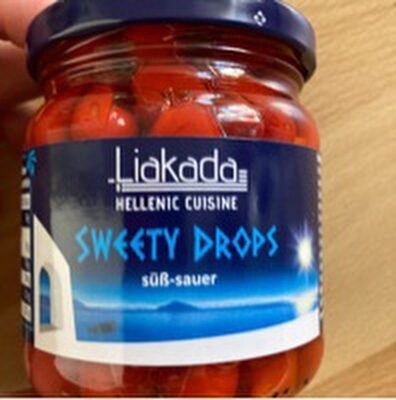 Liakada
HELLENIC CUISINE
SWEETY DROPS
süß-sauer